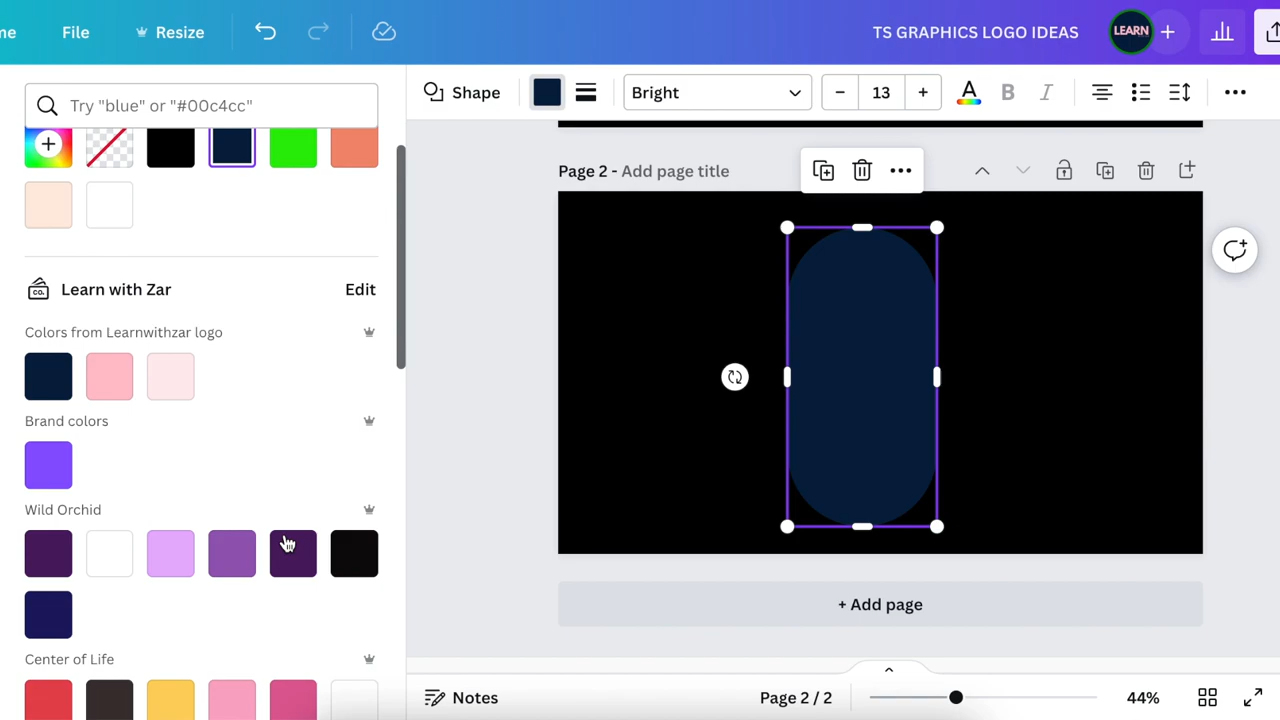 me
File
Resize
TS GRAPHICS LOGO IDEAS
LEARN
Try "blue" or "#00c4cc"
Shape
Bright
13
A
B
I
Page 2 - Add page title
Learn with Zar
Edit
Colors from Learnwithzar logo
Brand colors
Wild Orchid
Center of Life
CO.
+ Add page
Notes
Page 2 / 2
44%